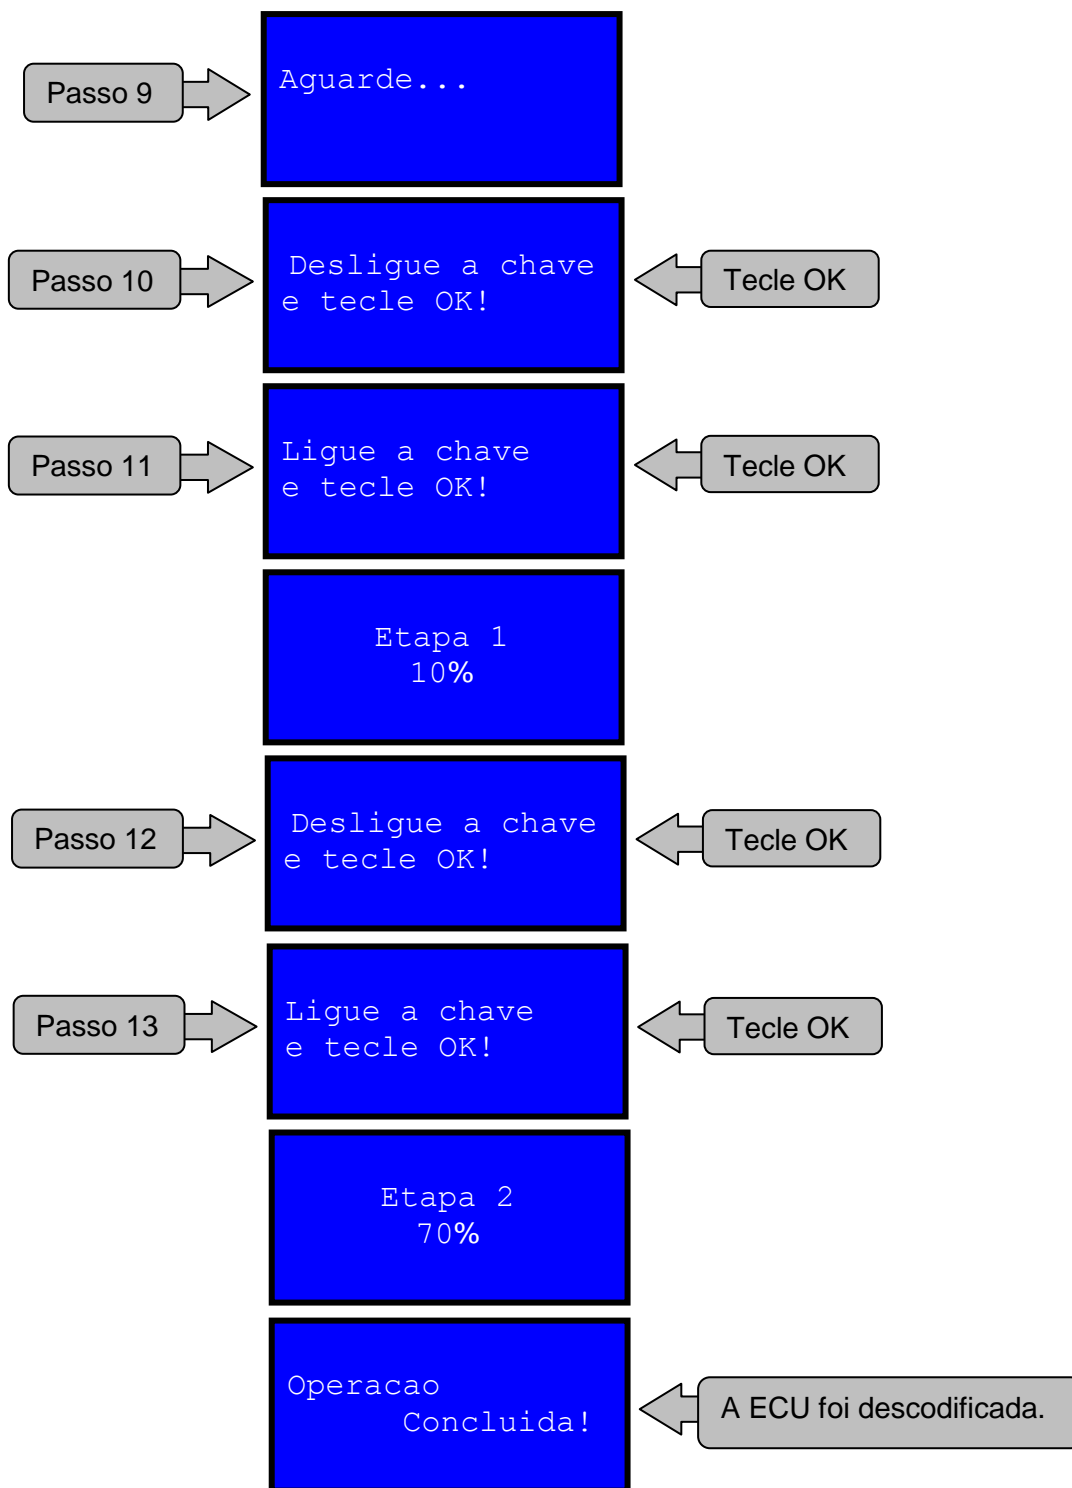 Passo 9
Aguarde...
Passo 10
Desligue a chave
e tecle OK!
Tecle OK
Passo 11
Ligue a chave
e tecle OK!
Tecle OK
Etapa 1
10%
Passo 12
Desligue a chave
e tecle OK!
Tecle OK
Passo 13
Ligue a chave
e tecle OK!
Tecle OK
Etapa 2
70%
Operacao
Concluida!
A ECU foi descodificada.